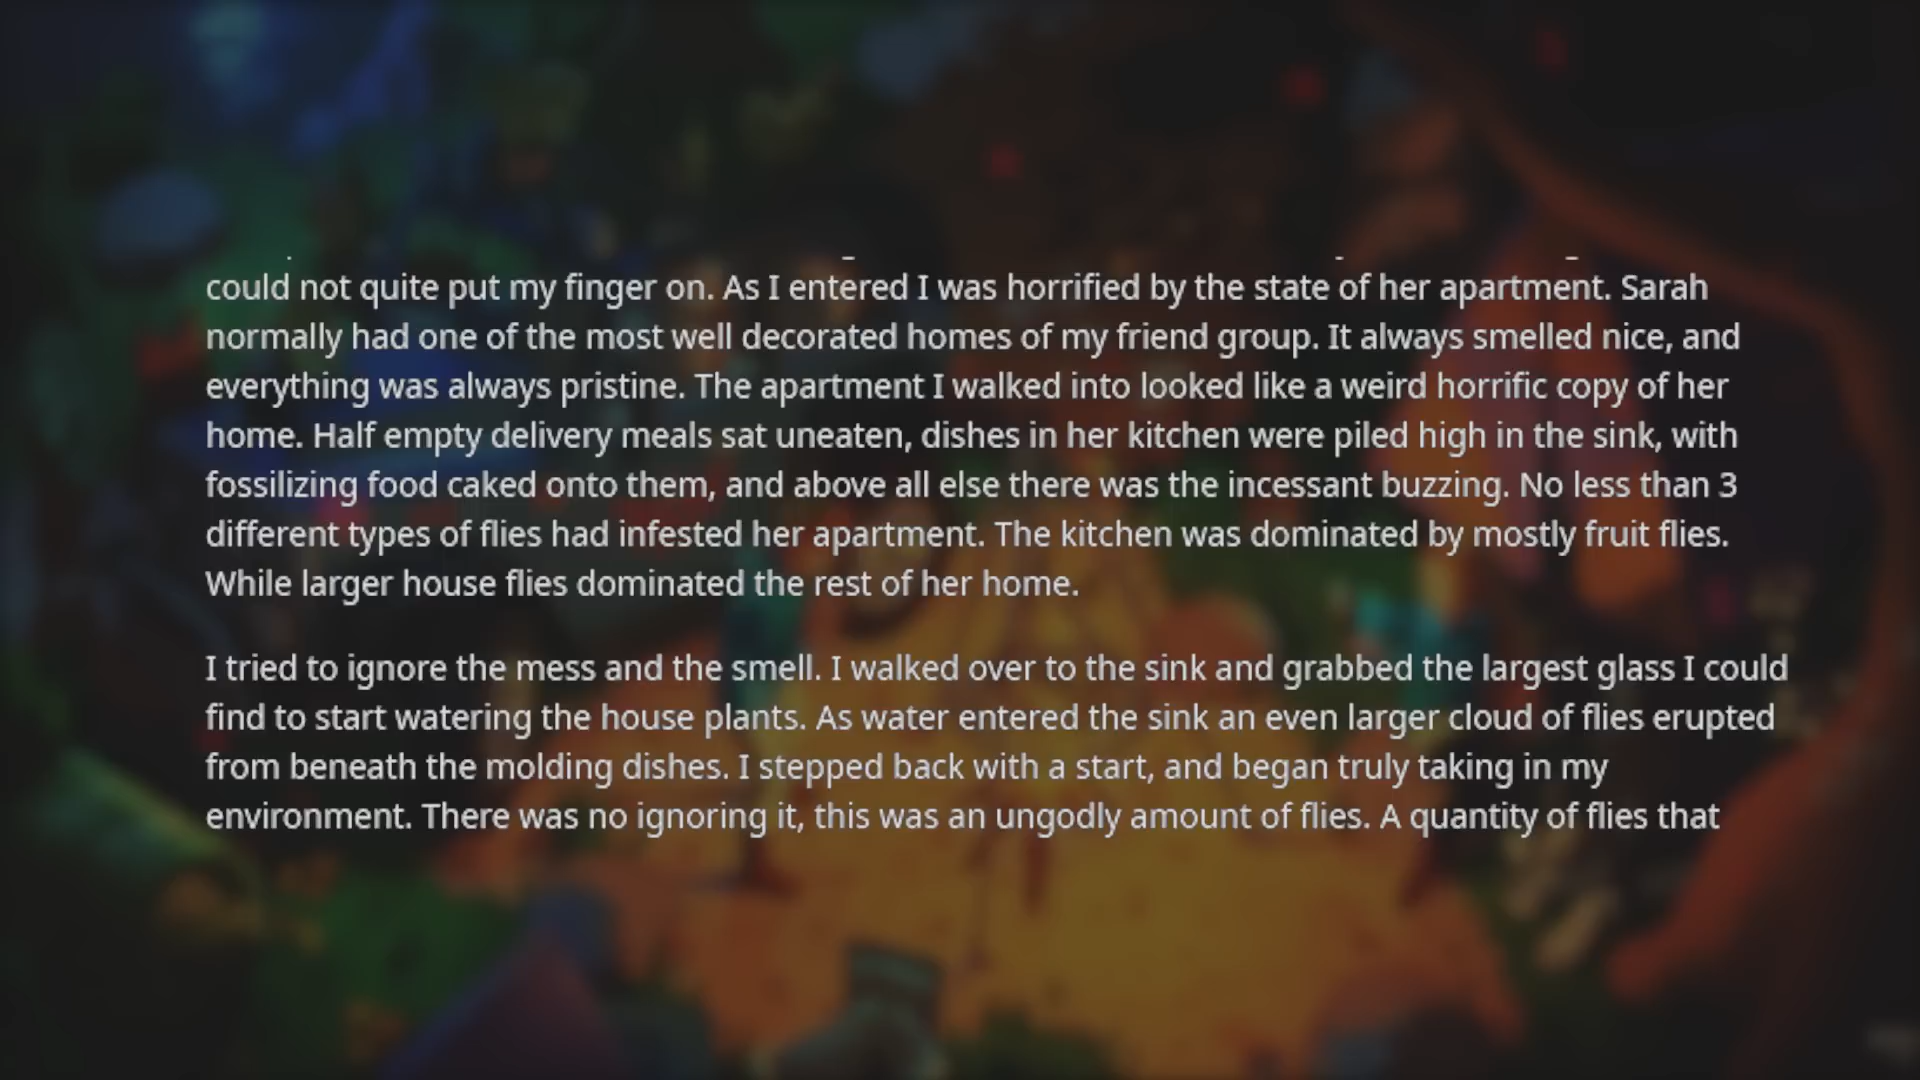 could not quite put my finger on. As I entered I was horrified by the state of her apartment. Sarah
normally had one of the most well decorated homes of my friend group. It always smelled nice, and
everything was always pristine. The apartment I walked into looked like a weird horrific copy of her
home. Half empty delivery meals sat uneaten, dishes in her kitchen were piled high in the sink, with
fossilizing food caked onto them, and above all else there was the incessant buzzing. No less than 3
different types of flies had infested her apartment. The kitchen was dominated by mostly fruit flies.
While larger house flies dominated the rest of her home.
I tried to ignore the mess and the smell. I walked over to the sink and grabbed the largest glass I could
find to start watering the house plants. As water entered the sink an even larger cloud of flies erupted
from beneath the molding dishes. I stepped back with a start, and began truly taking in my
environment. There was no ignoring it, this was an ungodly amount of flies. A quantity of flies that